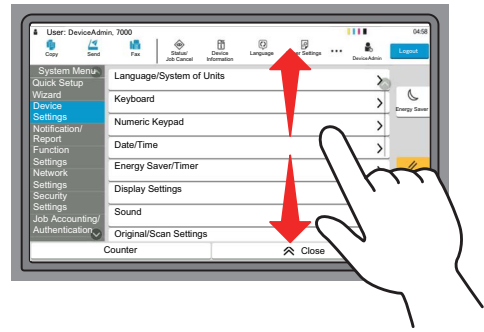 User: DeviceAdmin, 7000
04:58
Copy
Send
Fax
Status/
Job Cancel
Device
Information
Language
User Settings
DeviceAdmin
Logout
System Menu
Quick Setup
Wizard
Device
Settings
Notification/
Report
Function
Settings
Network
Settings
Security
Settings
Job Accounting/
Authentication
Language/System of Units
Keyboard
Numeric Keypad
Date/Time
Energy Saver/Timer
Display Settings
Sound
Original/Scan Settings
Energy Saver
Counter
Close